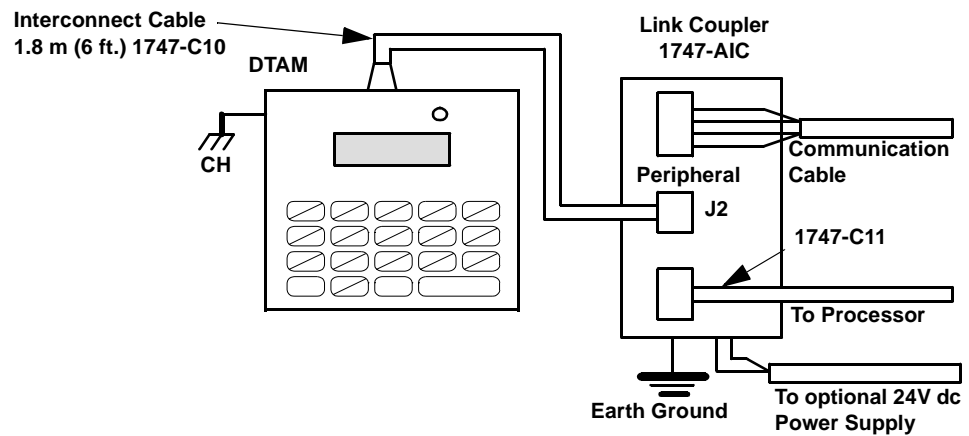 Interconnect Cable
1.8 m (6 ft.) 1747-C10
DTAM
CH
Link Coupler
1747-AIC
Communication
Cable
Peripheral
J2
1747-C11
To Processor
Earth Ground
To optional 24V dc
Power Supply